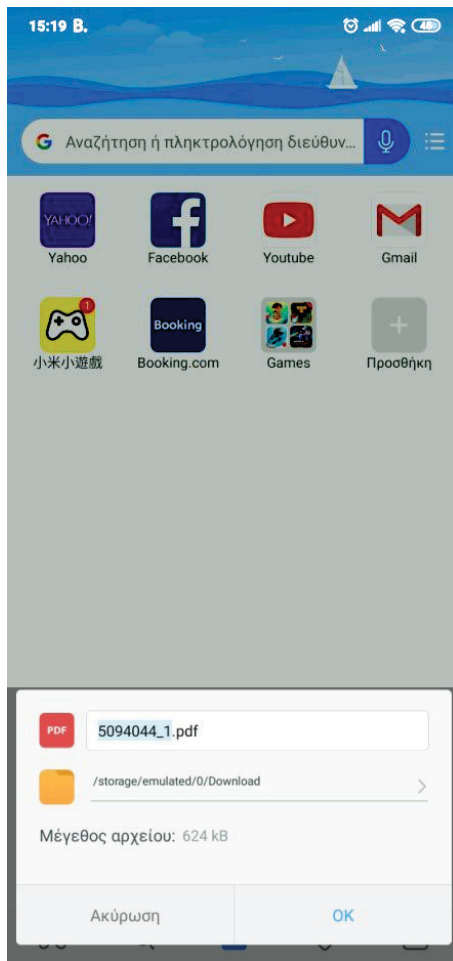 15:19 B.
48
G Αναζήτηση ή πληκτρολόγηση διεύθυν...
YAHOO!
Yahoo Facebook Youtube Gmail
1
Booking
小米小遊戲 Booking.com Games Προσθήκη
PDF 5094044_1.pdf
/storage/emulated/0/Download
Μέγεθος αρχείου: 624 kB
Ακύρωση OK